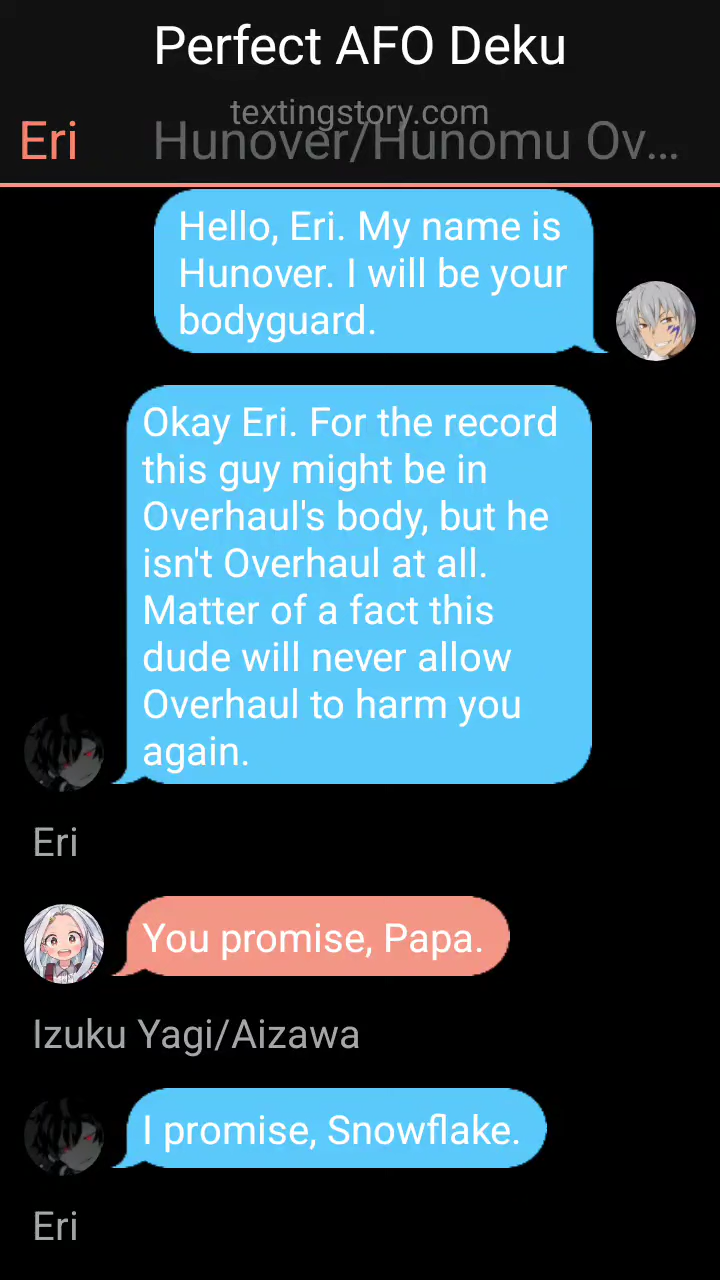 Perfect AFO Deku
textingstory.com
Eri Hunover/Hunomu Ov...
Hello, Eri. My name is
Hunover. I will be your
bodyguard.
Okay Eri. For the record
this guy might be in
Overhaul's body, but he
isn't Overhaul at all.
Matter of a fact this
dude will never allow
Overhaul to harm you
again.
Eri
You promise, Papa.
Izuku Yagi/Aizawa
I promise, Snowflake.
Eri